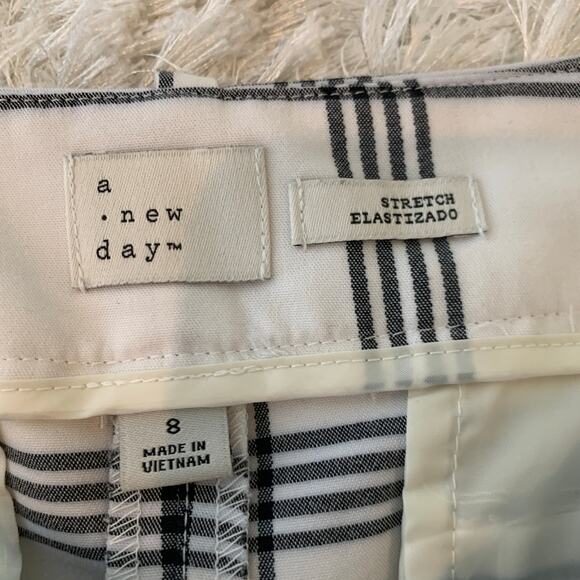 a
· new
day™
STRETCH
ELASTIZADO
8
MADE IN
VIETNAM